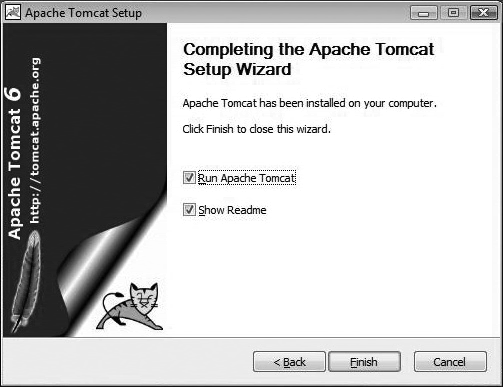 Apache Tomcat Setup
Completing the Apache Tomcat
Setup Wizard
Apache Tomcat has been installed on your computer.
Click Finish to close this wizard.
Run Apache Tomcat
Show Readme
Apache Tomcat 6
http://tomcat.apache.org
< Back
Finish
Cancel